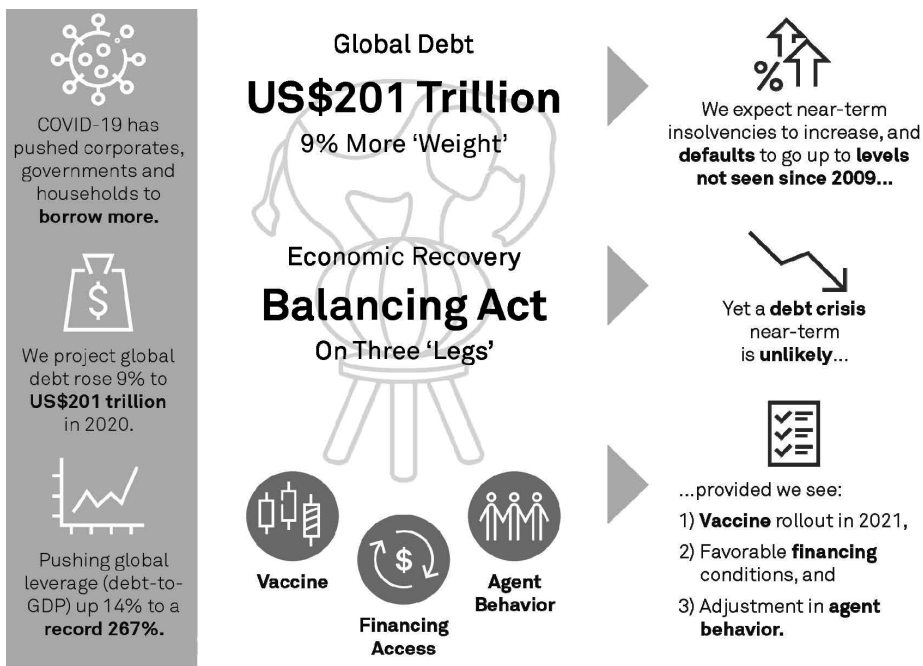 COVID-19 has
pushed corporates,
governments and
households to
borrow more.
$
We project global
debt rose 9% to
US$201 trillion
in 2020.
Pushing global
leverage (debt-to-
GDP) up 14% to a
record 267%.
Global Debt
US$201 Trillion
9% More ‘Weight’
Economic Recovery
Balancing Act
On Three ‘Legs’
Vaccine
$
Financing
Access
Agent
Behavior
%
We expect near-term
insolvencies to increase, and
defaults to go up to levels
not seen since 2009...
Yet a debt crisis
near-term
is unlikely...
...provided we see:
1) Vaccine rollout in 2021,
2) Favorable financing
conditions, and
3) Adjustment in agent
behavior.